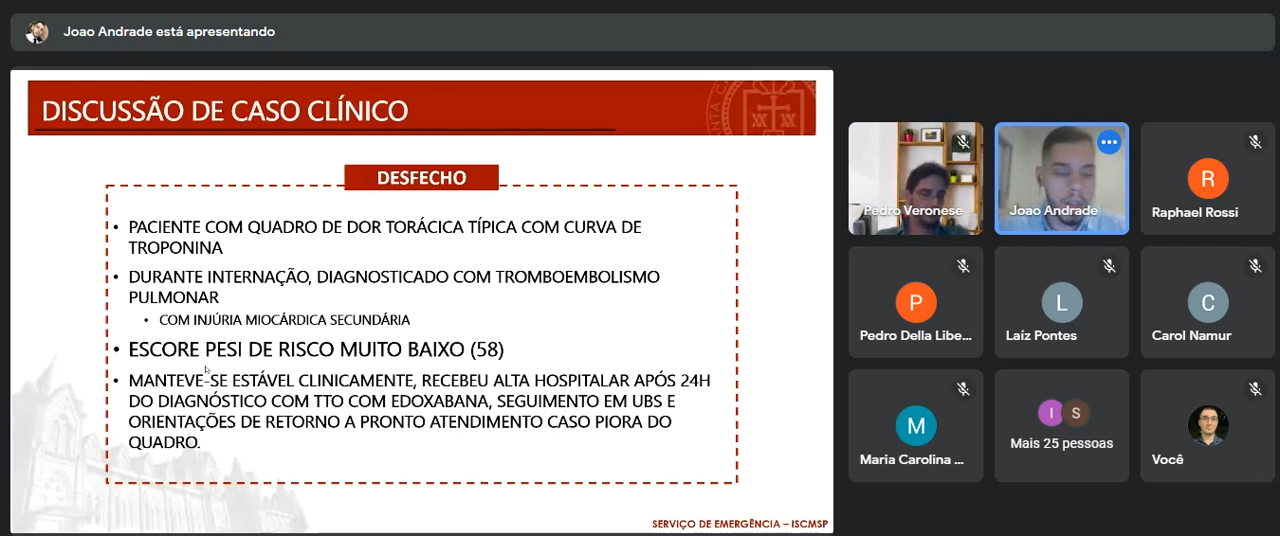 Joao Andrade está apresentando
DISCUSSÃO DE CASO CLÍNICO
DESFECHO
• PACIENTE COM QUADRO DE DOR TORÁCICA TÍPICA COM CURVA DE
TROPONINA
• DURANTE INTERNAÇÃO, DIAGNOSTICADO COM TROMBOEMBOLISMO
PULMONAR
• COM INJÚRIA MIOCÁRDICA SECUNDÁRIA
• ESCORE PESI DE RISCO MUITO BAIXO (58)
• MANTEVE-SE ESTÁVEL CLINICAMENTE, RECEBEU ALTA HOSPITALAR APÓS 24H
DO DIAGNÓSTICO COM TTO COM EDOXABANA, SEGUIMENTO EM UBS E
ORIENTAÇÕES DE RETORNO A PRONTO ATENDIMENTO CASO PIORA DO
QUADRO.
SERVIÇO DE EMERGÊNCIA – ISCMSP
Pedro Veronese
Joao Andrade
R
Raphael Rossi
P
Pedro Della Libe...
L
Laíz Pontes
C
Carol Namur
M
Maria Carolina ...
I S
Mais 25 pessoas
Você